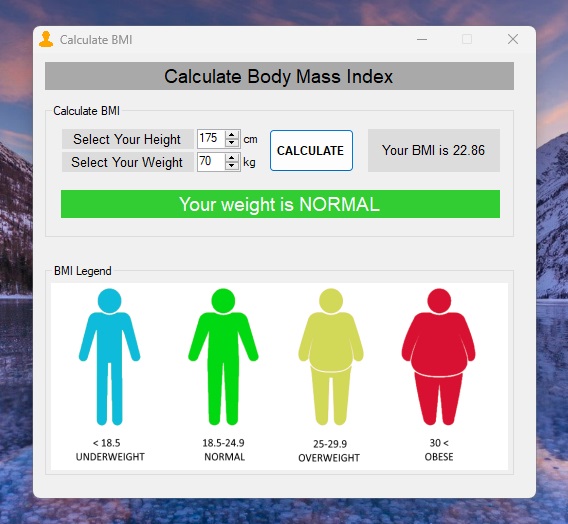 Calculate BMI
Calculate Body Mass Index
Calculate BMI
Select Your Height 175 cm
Select Your Weight 70 kg
CALCULATE
Your BMI is 22.86
Your weight is NORMAL
BMI Legend
< 18.5 18.5-24.9 25-29.9 30 <
UNDERWEIGHT NORMAL OVERWEIGHT OBESE